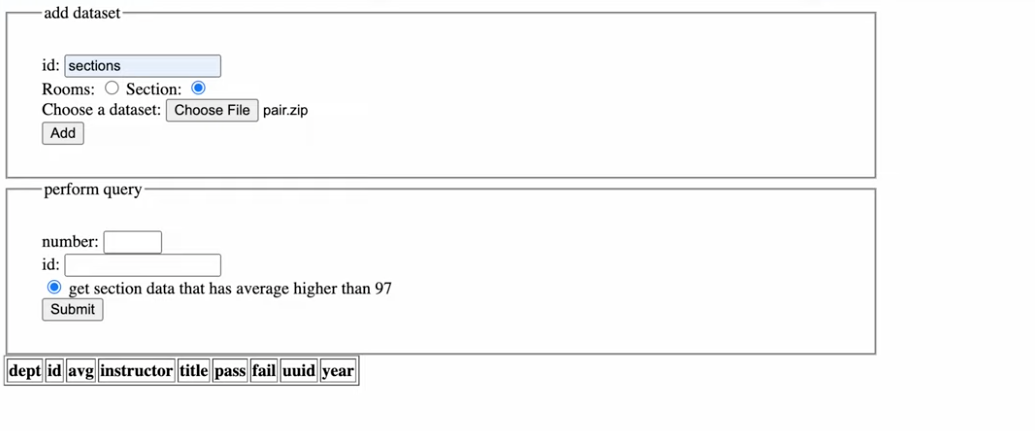 add dataset
id: sections
Rooms: Section:
Choose a dataset: Choose File pair.zip
Add
perform query
number:
id:
get section data that has average higher than 97
Submit
dept id avg instructor title pass fail uuid year